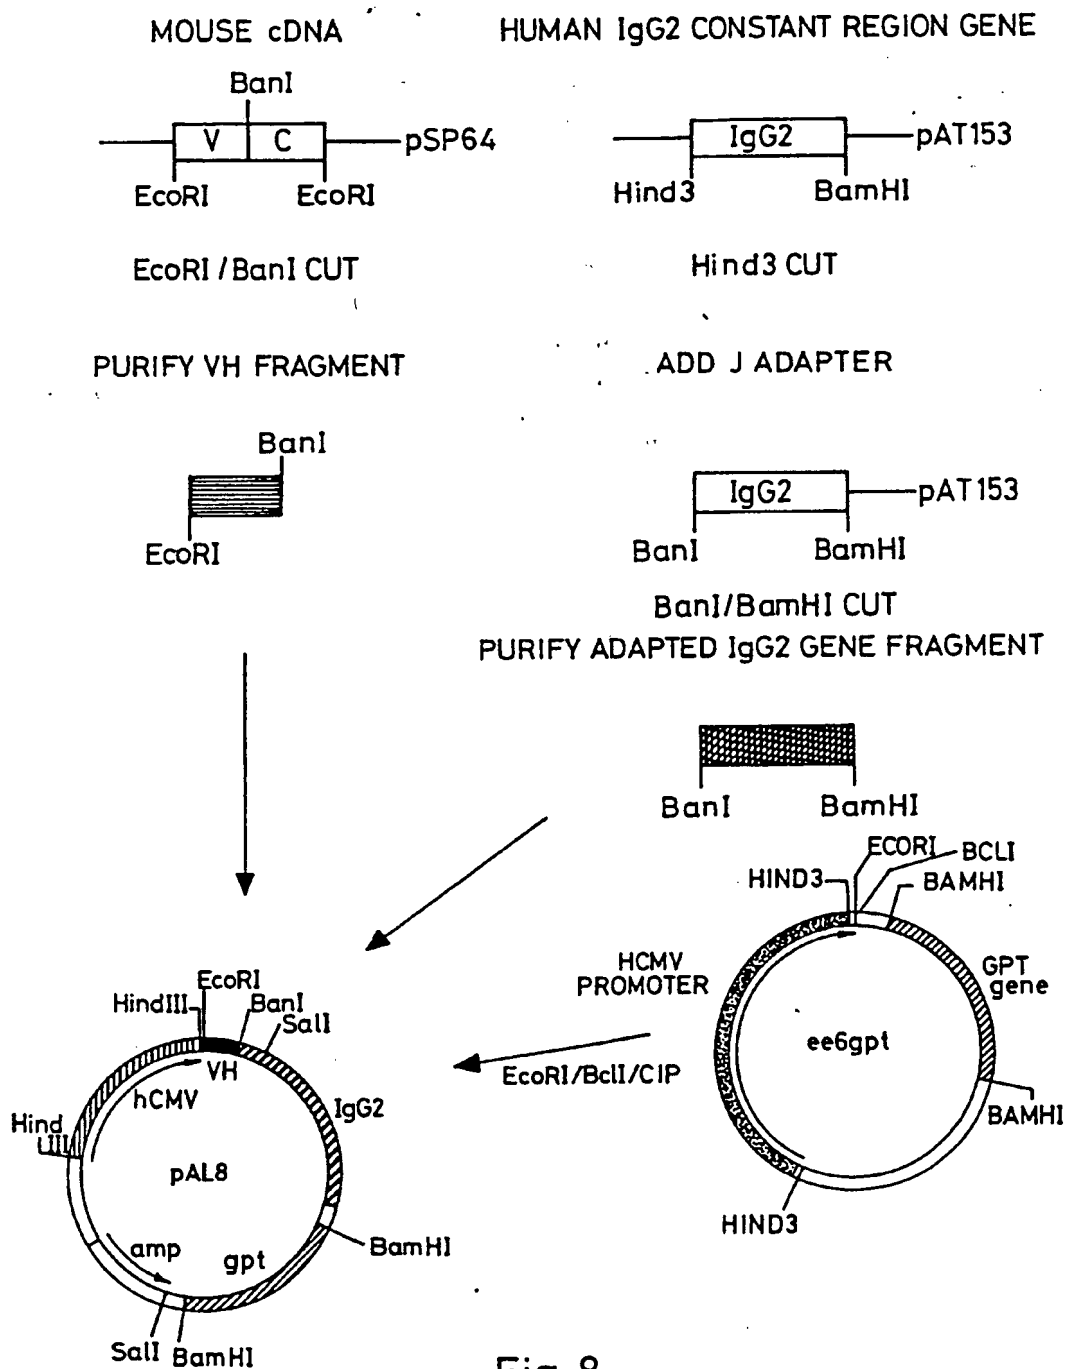 MOUSE cDNA
HUMAN IgG2 CONSTANT REGION GENE
BanI
V C
pSP64
EcoRI EcoRI
IgG2
pAT153
Hind3
BamHI
EcoRI/BanI CUT
Hind3 CUT
PURIFY VH FRAGMENT
ADD J ADAPTER
BanI
EcoRI
IgG2
pAT153
BanI
BamHI
BanI/BamHI CUT
PURIFY ADAPTED IgG2 GENE FRAGMENT
BanI
BamHI
ECORI
BCLI
HIND3
BAMHI
HCMV
PROMOTER
GPT
gene
ee6gpt
BAMHI
HIND3
EcoRI/BclI/CIP
EcoRI
HindIII
BanI
SalI
VH
hCMV
IgG2
Hind
III
pAL8
amp
gpt
BamHI
SalI
BamHI
Fig. 8